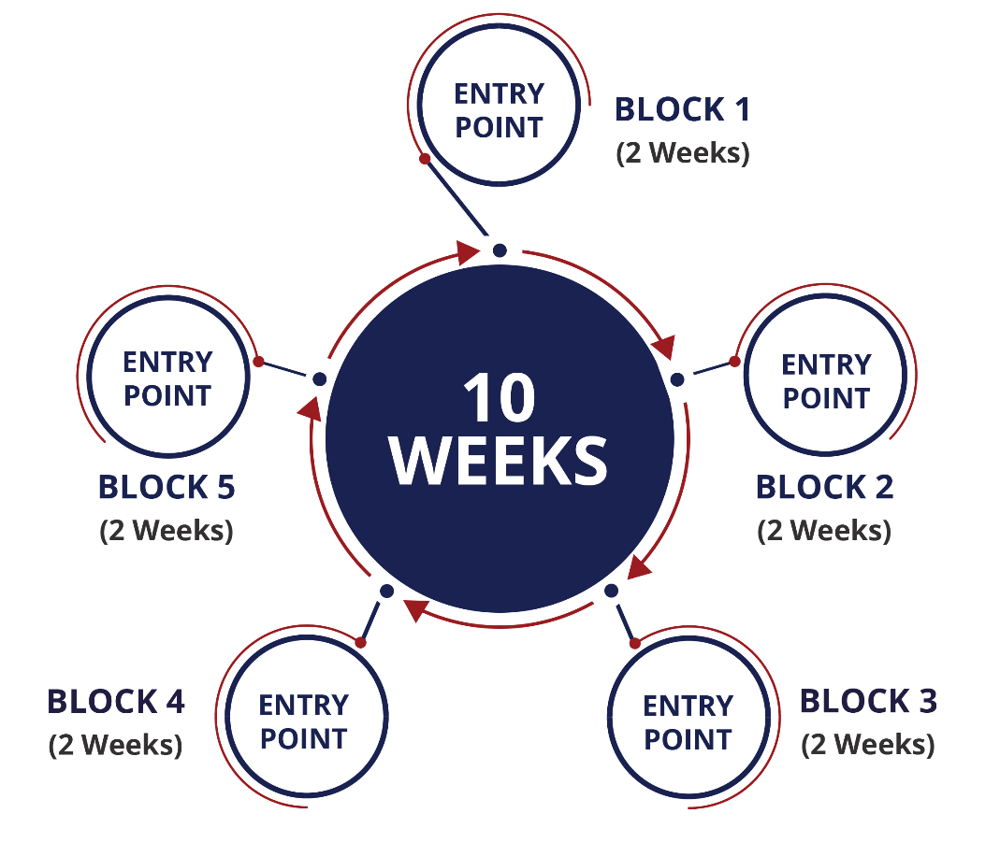 ENTRY
POINT
BLOCK 1
(2 Weeks)
ENTRY
POINT
BLOCK 2
(2 Weeks)
ENTRY
POINT
BLOCK 3
(2 Weeks)
ENTRY
POINT
BLOCK 4
(2 Weeks)
ENTRY
POINT
BLOCK 5
(2 Weeks)
10
WEEKS